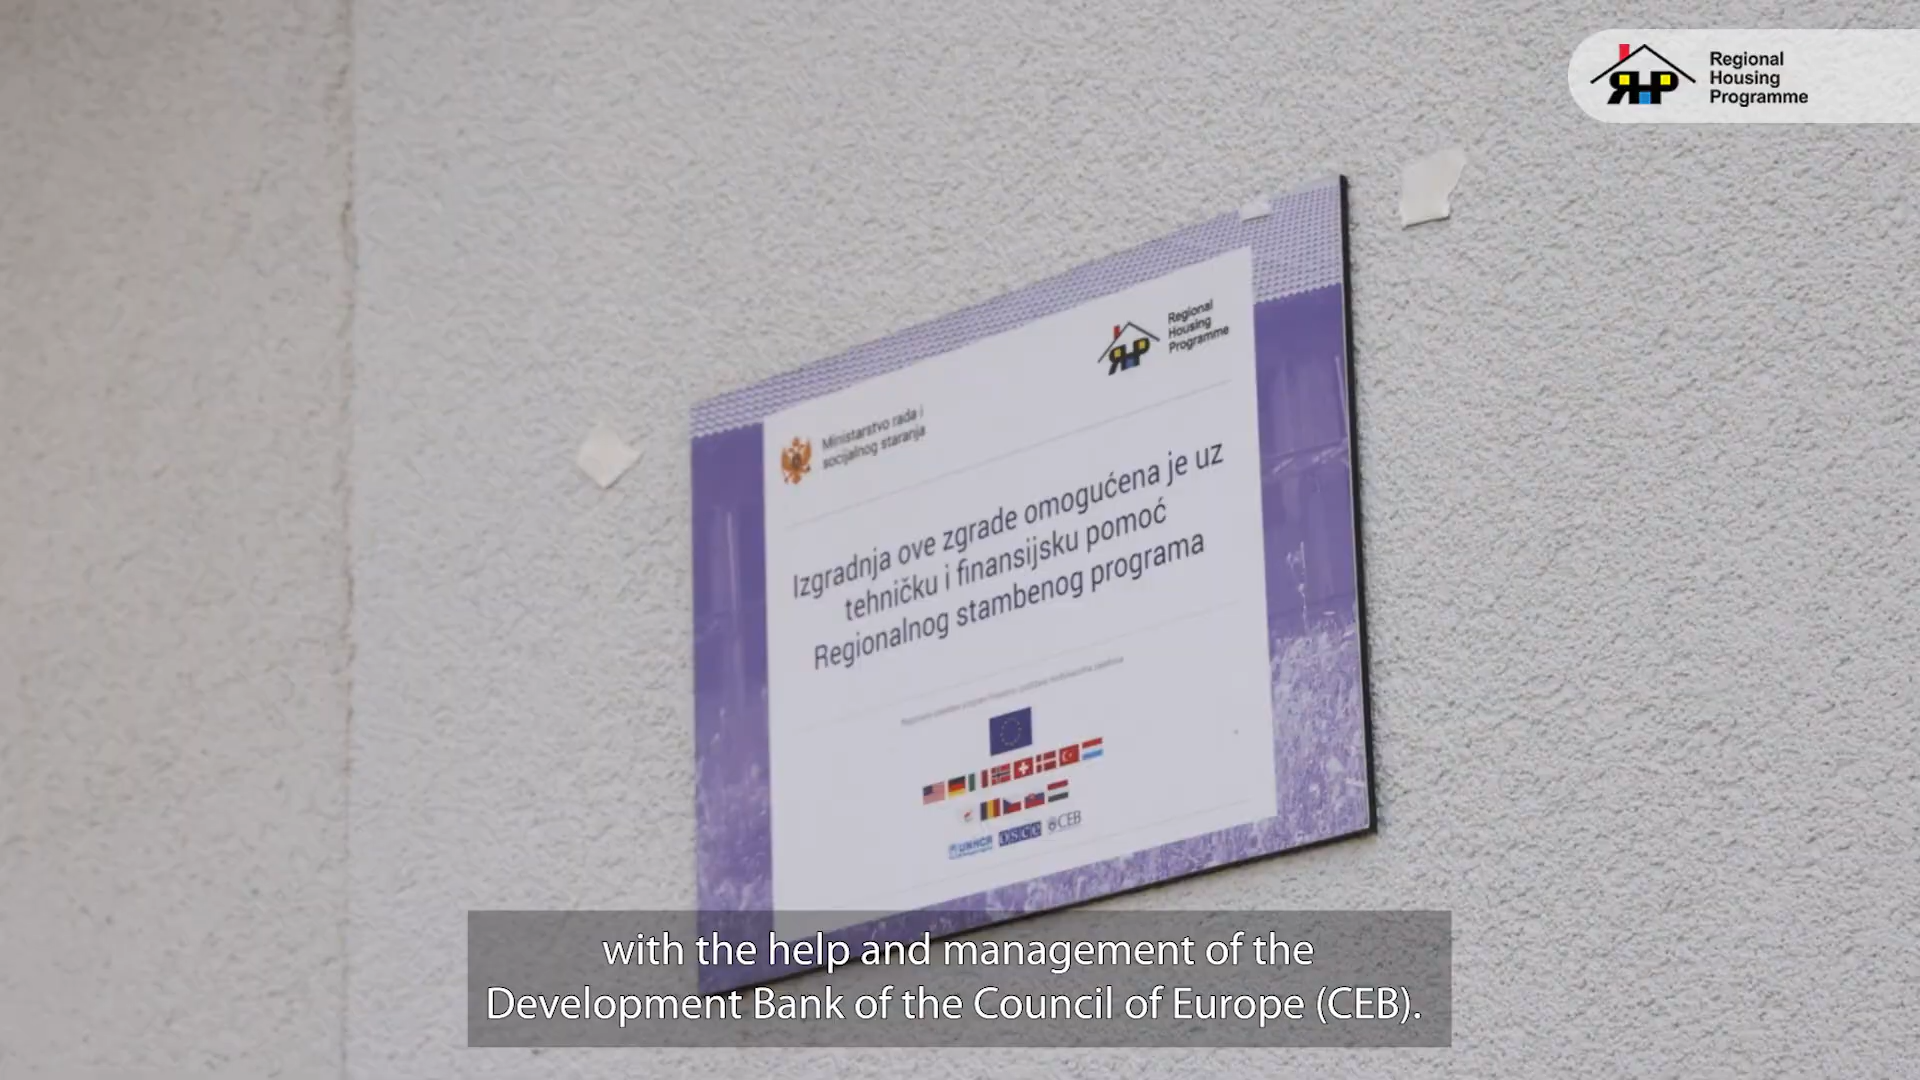 Regional
Housing
Programme
RHP
Regional
Housing
Programme
RHP
Ministarstvo rada i
socijalnog staranja
Izgradnja ove zgrade omogućena je uz
tehničku i finansijsku pomoć
Regionalnog stambenog programa
UNHCR
OSCE
CEB
with the help and management of the
Development Bank of the Council of Europe (CEB).